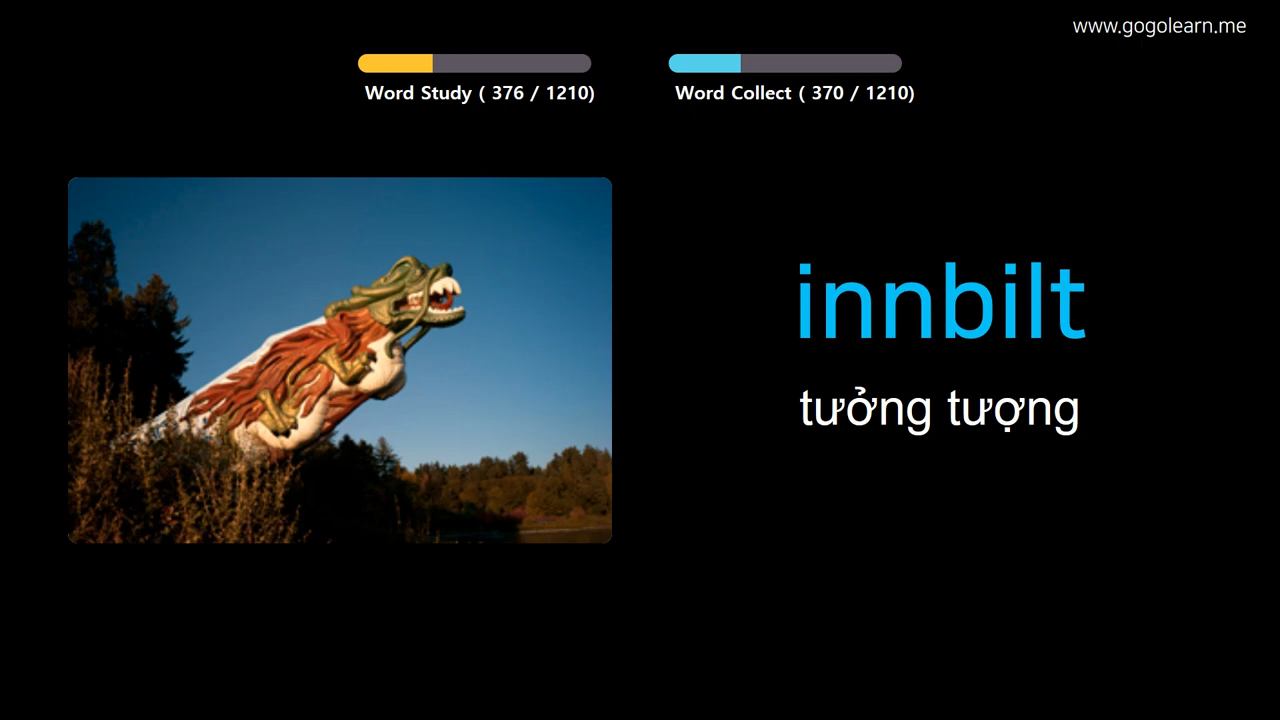 www.gogolearn.me
Word Study ( 376 / 1210)
Word Collect ( 370 / 1210)
innbilt
tưởng tượng